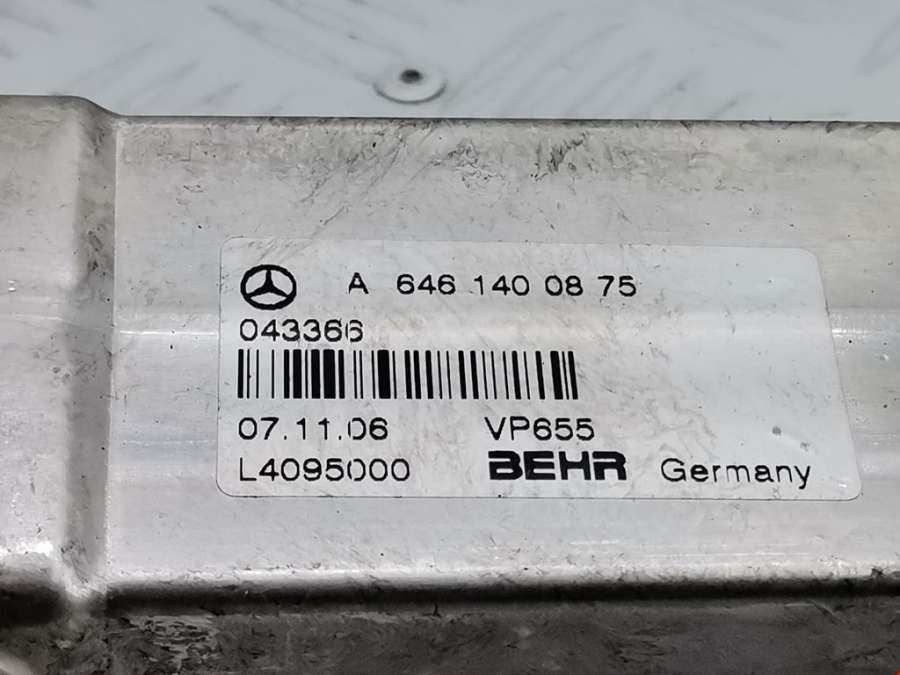 A 646 140 08 75
043366
07.11.06 VP655
L4095000 BEHR Germany